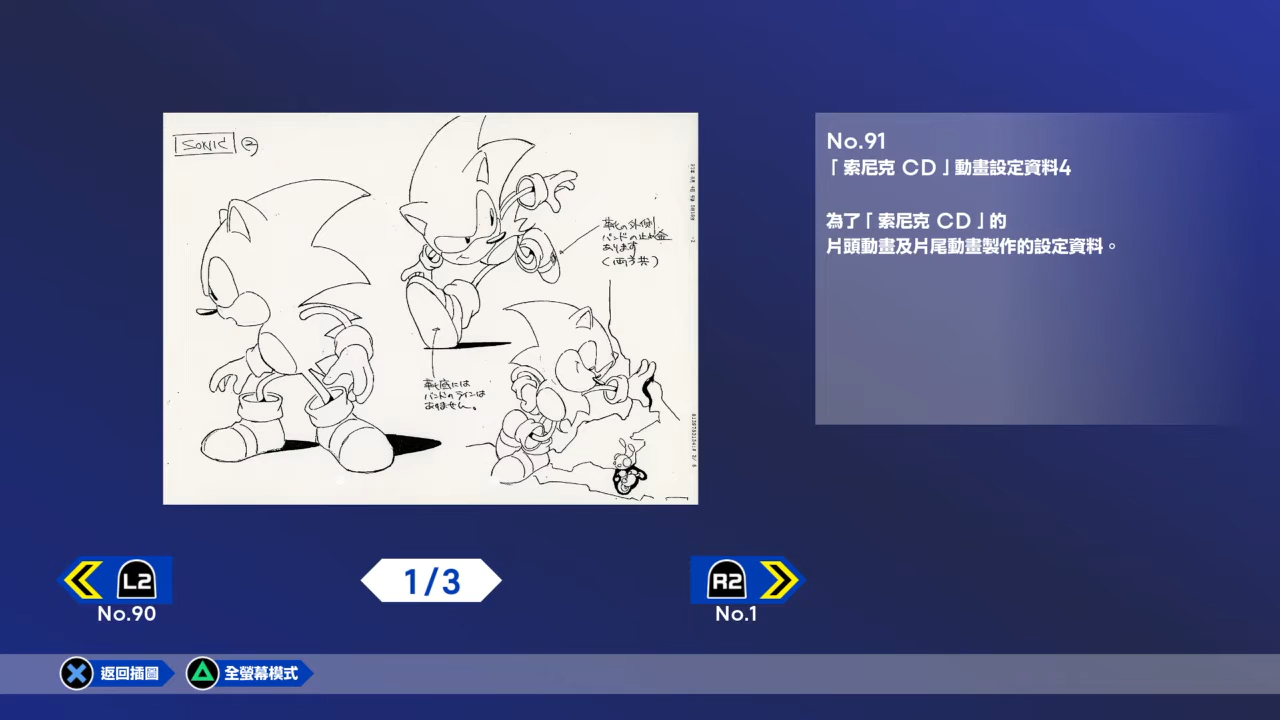 SONIC ②
靴の外側
バンドの止め金
あります
(両方共)
靴底には
バンドのラインは
ありません。
No.91
「索尼克 CD」動畫設定資料4
為了「索尼克 CD」的
片頭動畫及片尾動畫製作的設定資料。
L2
No.90
1/3
R2
No.1
返回插圖
全螢幕模式